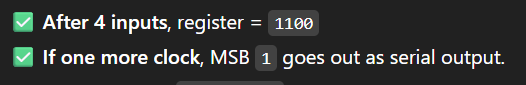 ✅ After 4 inputs, register = 1100
✅ If one more clock, MSB 1 goes out as serial output.